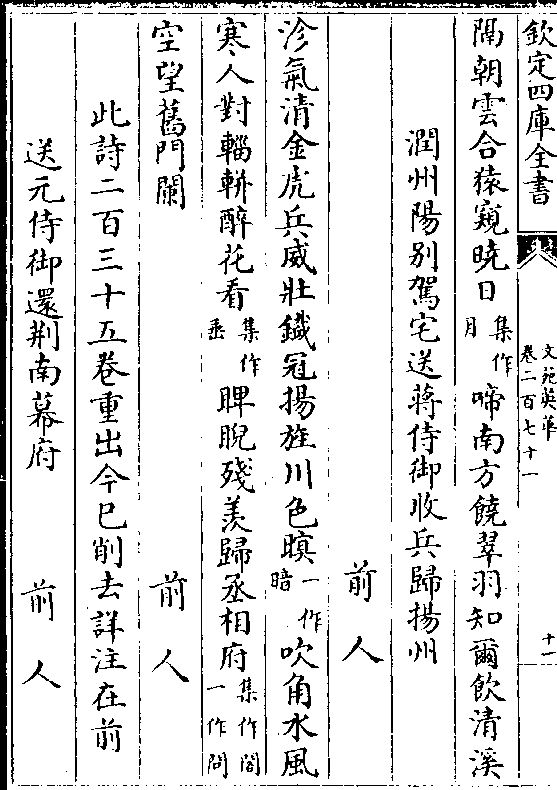 欽定四庫全書
文苑英華
卷二百七十一
十一
隔朝雲合猿窺曉日集作月啼南方饒翠羽知爾飲清溪
潤州陽別駕宅送蔣侍御收兵歸揚州
前人
沴氣清金虎兵威壯鐵冠揚旌川色暝一作暗吹角水風
寒人對輜軿醉花看集作垂睥睨殘羡歸丞相府集作閤一作問
空望舊門闌
前人
此詩二百三十五卷重出今已削去詳注在前
送元侍御還荆南幕府
前人